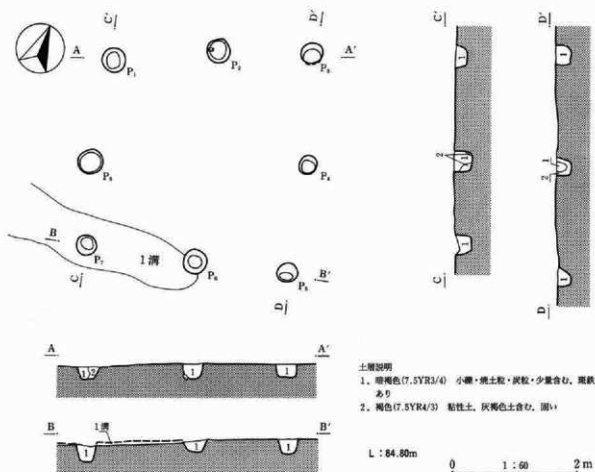 C'
D'
A
A'
P₁
P₂
P₃
P₈
P₄
B
P₇
1溝
P₆
P₅
B'
C
D
C'
D'
1
1
2
1
1
2
1
1
C
D
A
A'
1
2
1
1
B
1溝
B'
1
1
1
土層説明
1. 暗褐色(7.5YR3/4) 小礫・焼土粒・炭粒・少量含む、斑鉄
あり
2. 褐色(7.5YR4/3) 粘性土、灰褐色土含む、固い
L:84.80m
0 1:60 2m